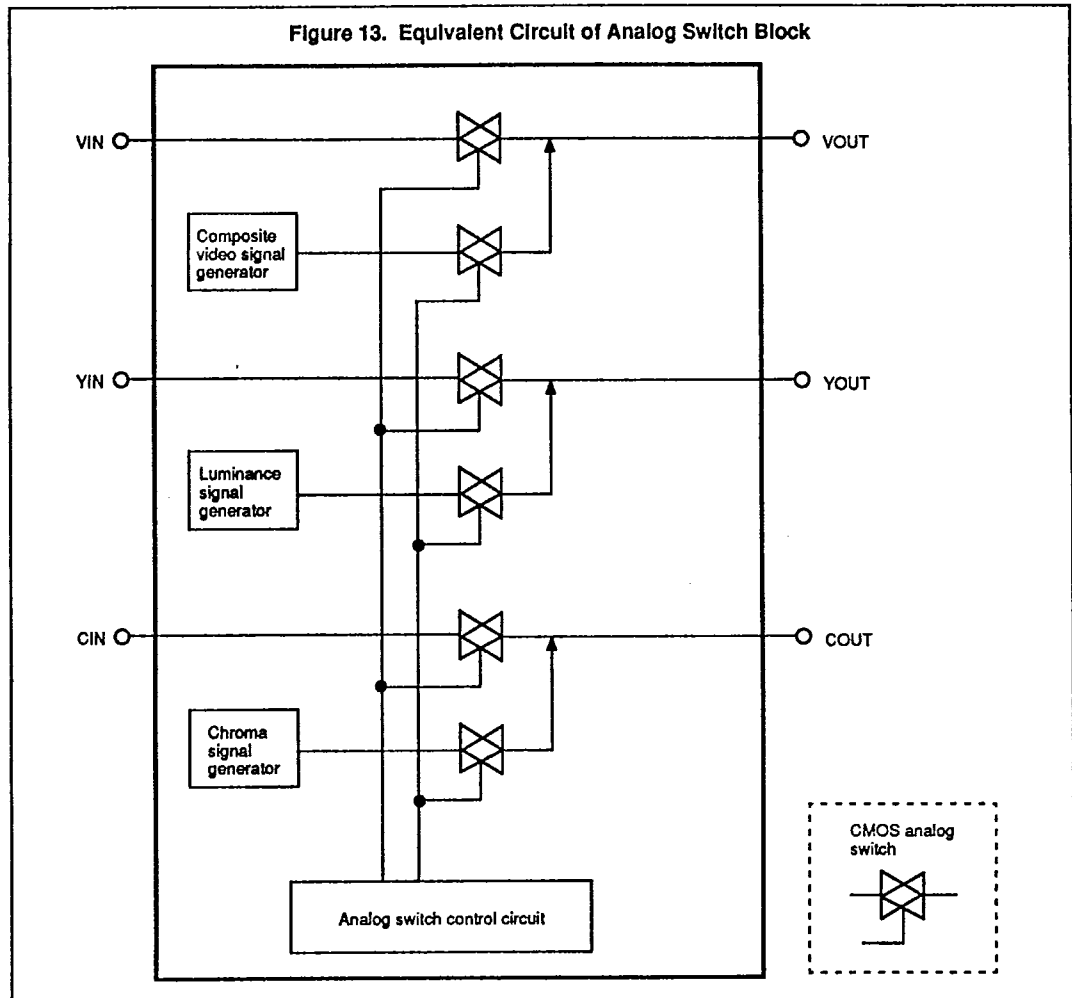 Figure 13. Equivalent Circuit of Analog Switch Block
VIN
VOUT
Composite
video signal
generator
YIN
YOUT
Luminance
signal
generator
CIN
COUT
Chroma
signal
generator
CMOS analog
switch
Analog switch control circuit